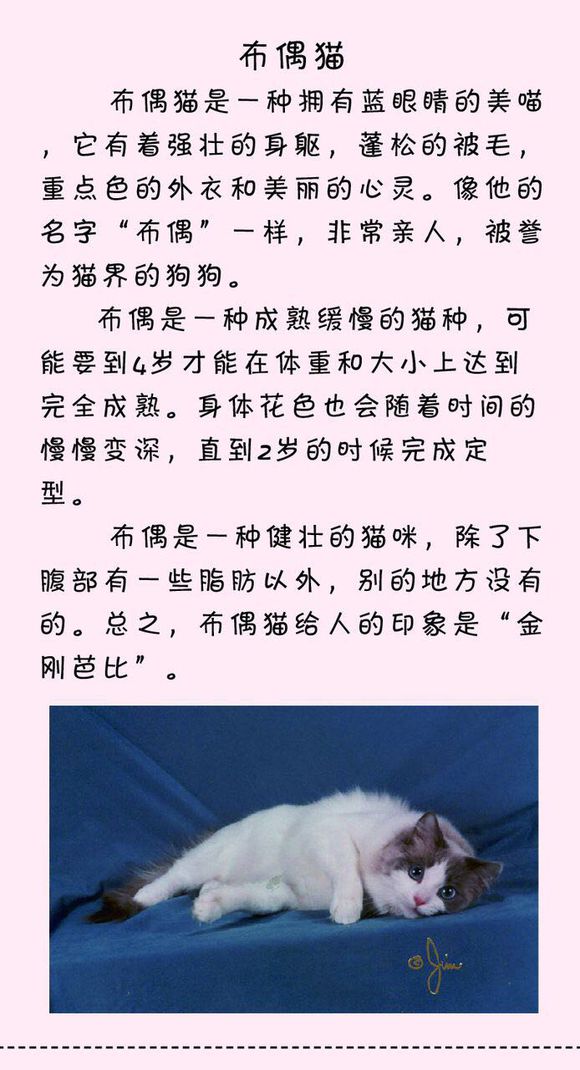 布偶猫
布偶猫是一种拥有蓝眼睛的美喵
，它有着强壮的身躯，蓬松的被毛，
重点色的外衣和美丽的心灵。像他的
名字“布偶”一样，非常亲人，被誉
为猫界的狗狗。
布偶是一种成熟缓慢的猫种，可
能要到4岁才能在体重和大小上达到
完全成熟。身体花色也会随着时间的
慢慢变深，直到2岁的时候完成定
型。
布偶是一种健壮的猫咪，除了下
腹部有一些脂肪以外，别的地方没有
的。总之，布偶猫给人的印象是“金
刚芭比”。
© Jim